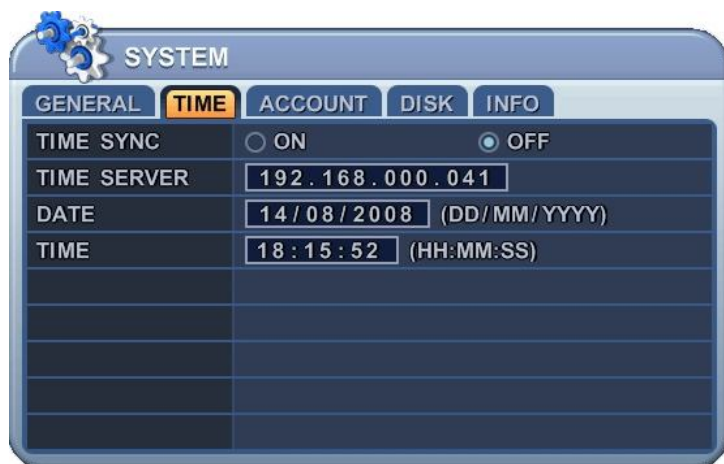 SYSTEM
GENERAL TIME ACCOUNT DISK INFO
TIME SYNC ON OFF
TIME SERVER 192.168.000.041
DATE 14/08/2008 (DD/MM/YYYY)
TIME 18:15:52 (HH:MM:SS)